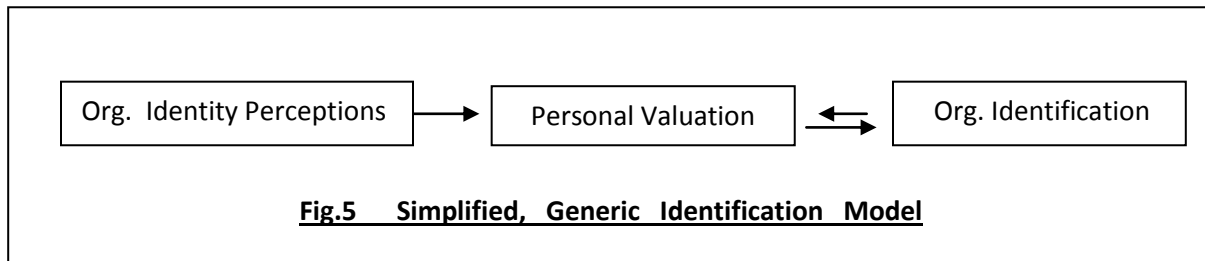 Org. Identity Perceptions
Personal Valuation
Org. Identification
Fig.5 Simplified, Generic Identification Model